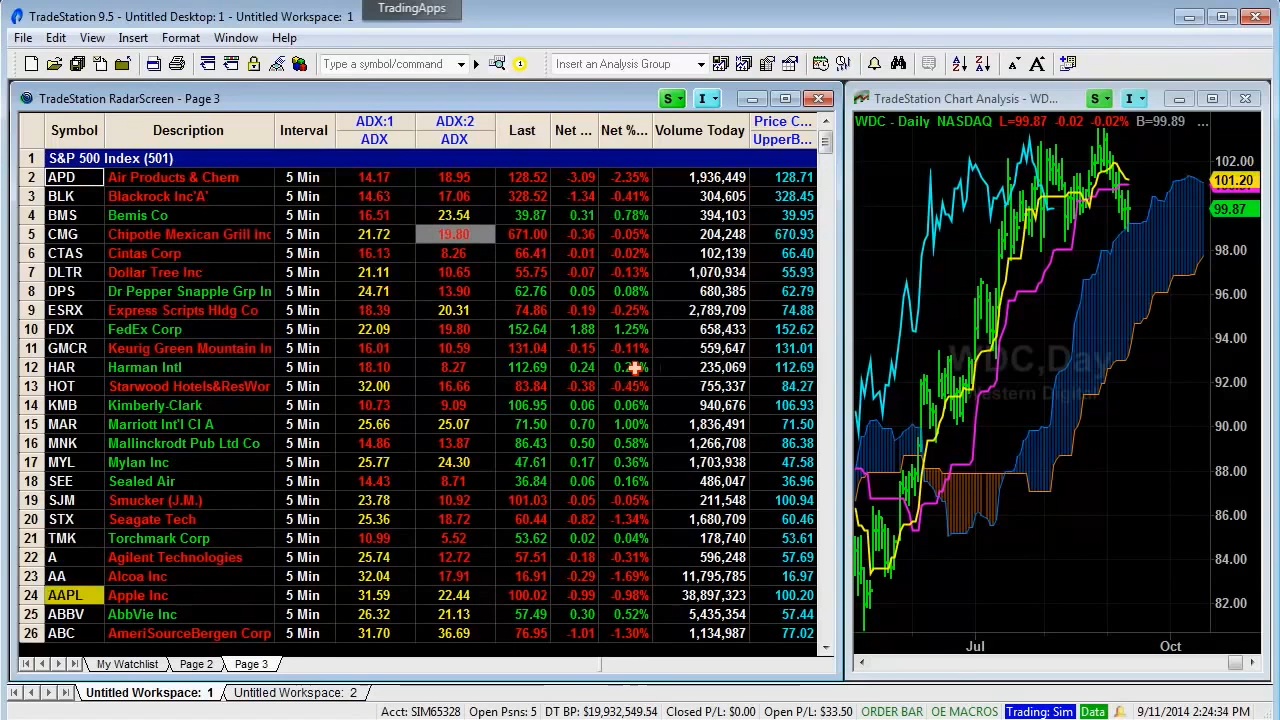 TradeStation 9.5 - Untitled Desktop: 1 - Untitled Workspace: 1
TradingApps
File Edit View Insert Format Window Help
Type a symbol/command
Insert an Analysis Group
TradeStation RadarScreen - Page 3
S
I
Symbol Description Interval ADX:1 ADX ADX:2 ADX Last Net ... Net %... Volume Today Price C... UpperB...
1 S&P 500 Index (501)
2 APD Air Products & Chem 5 Min 14.17 18.95 128.52 -3.09 -2.35% 1,936,449 128.71
3 BLK Blackrock Inc'A' 5 Min 14.63 17.06 328.52 -1.34 -0.41% 304,605 328.45
4 BMS Bemis Co 5 Min 16.51 23.54 39.87 0.31 0.78% 394,103 39.95
5 CMG Chipotle Mexican Grill Inc 5 Min 21.72 19.80 671.00 -0.36 -0.05% 204,248 670.93
6 CTAS Cintas Corp 5 Min 16.13 8.26 66.41 -0.01 -0.02% 102,139 66.40
7 DLTR Dollar Tree Inc 5 Min 21.11 10.65 55.75 -0.07 -0.13% 1,070,934 55.93
8 DPS Dr Pepper Snapple Grp In 5 Min 24.71 13.90 62.76 0.05 0.08% 680,385 62.79
9 ESRX Express Scripts Hldg Co 5 Min 18.39 20.31 74.86 -0.19 -0.25% 2,789,709 74.88
10 FDX FedEx Corp 5 Min 22.09 19.80 152.64 1.88 1.25% 658,433 152.62
11 GMCR Keurig Green Mountain In 5 Min 16.01 10.59 131.04 -0.15 -0.11% 559,647 131.01
12 HAR Harman Intl 5 Min 18.10 8.27 112.69 0.24 235,069 112.69
13 HOT Starwood Hotels&ResWor 5 Min 32.00 16.66 83.84 -0.38 -0.45% 755,337 84.27
14 KMB Kimberly-Clark 5 Min 10.73 9.09 106.95 0.06 0.06% 940,676 106.93
15 MAR Marriott Int'l Cl A 5 Min 25.66 25.07 71.50 0.70 1.00% 1,836,491 71.50
16 MNK Mallinckrodt Pub Ltd Co 5 Min 14.86 13.87 86.43 0.50 0.58% 1,266,708 86.38
17 MYL Mylan Inc 5 Min 25.77 24.30 47.61 0.17 0.36% 1,703,938 47.58
18 SEE Sealed Air 5 Min 14.43 8.71 36.84 0.06 0.16% 486,047 36.96
19 SJM Smucker (J.M.) 5 Min 23.78 10.92 101.03 -0.05 -0.05% 211,548 100.94
20 STX Seagate Tech 5 Min 25.36 18.72 60.44 -0.82 -1.34% 1,680,709 60.46
21 TMK Torchmark Corp 5 Min 10.99 5.52 53.62 0.02 0.04% 178,740 53.61
22 A Agilent Technologies 5 Min 25.74 12.72 57.51 -0.18 -0.31% 596,248 57.69
23 AA Alcoa Inc 5 Min 32.04 17.91 16.91 -0.29 -1.69% 11,795,785 16.97
24 AAPL Apple Inc 5 Min 31.59 22.44 100.02 -0.99 -0.98% 38,897,323 100.20
25 ABBV AbbVie Inc 5 Min 26.32 21.13 57.49 0.30 0.52% 5,435,354 57.44
26 ABC AmeriSourceBergen Corp 5 Min 31.70 36.69 76.95 -1.01 -1.30% 1,134,987 77.02
My Watchlist Page 2 Page 3
TradeStation Chart Analysis - WD...
S
I
WDC - Daily NASDAQ L=99.87 -0.02 -0.02% B=99.89 ...
102.00
101.20
99.87
98.00
96.00
94.00
92.00
90.00
88.00
86.00
84.00
82.00
WDC,Day
Western Digital
Jul Oct
Untitled Workspace: 1 Untitled Workspace: 2
Acct: SIM65328 Open Psns: 5 DT BP: $19,932,549.54 Closed P/L: $0.00 Open P/L: $33.50 ORDER BAR OE MACROS Trading: Sim Data 9/11/2014 2:24:34 PM BP